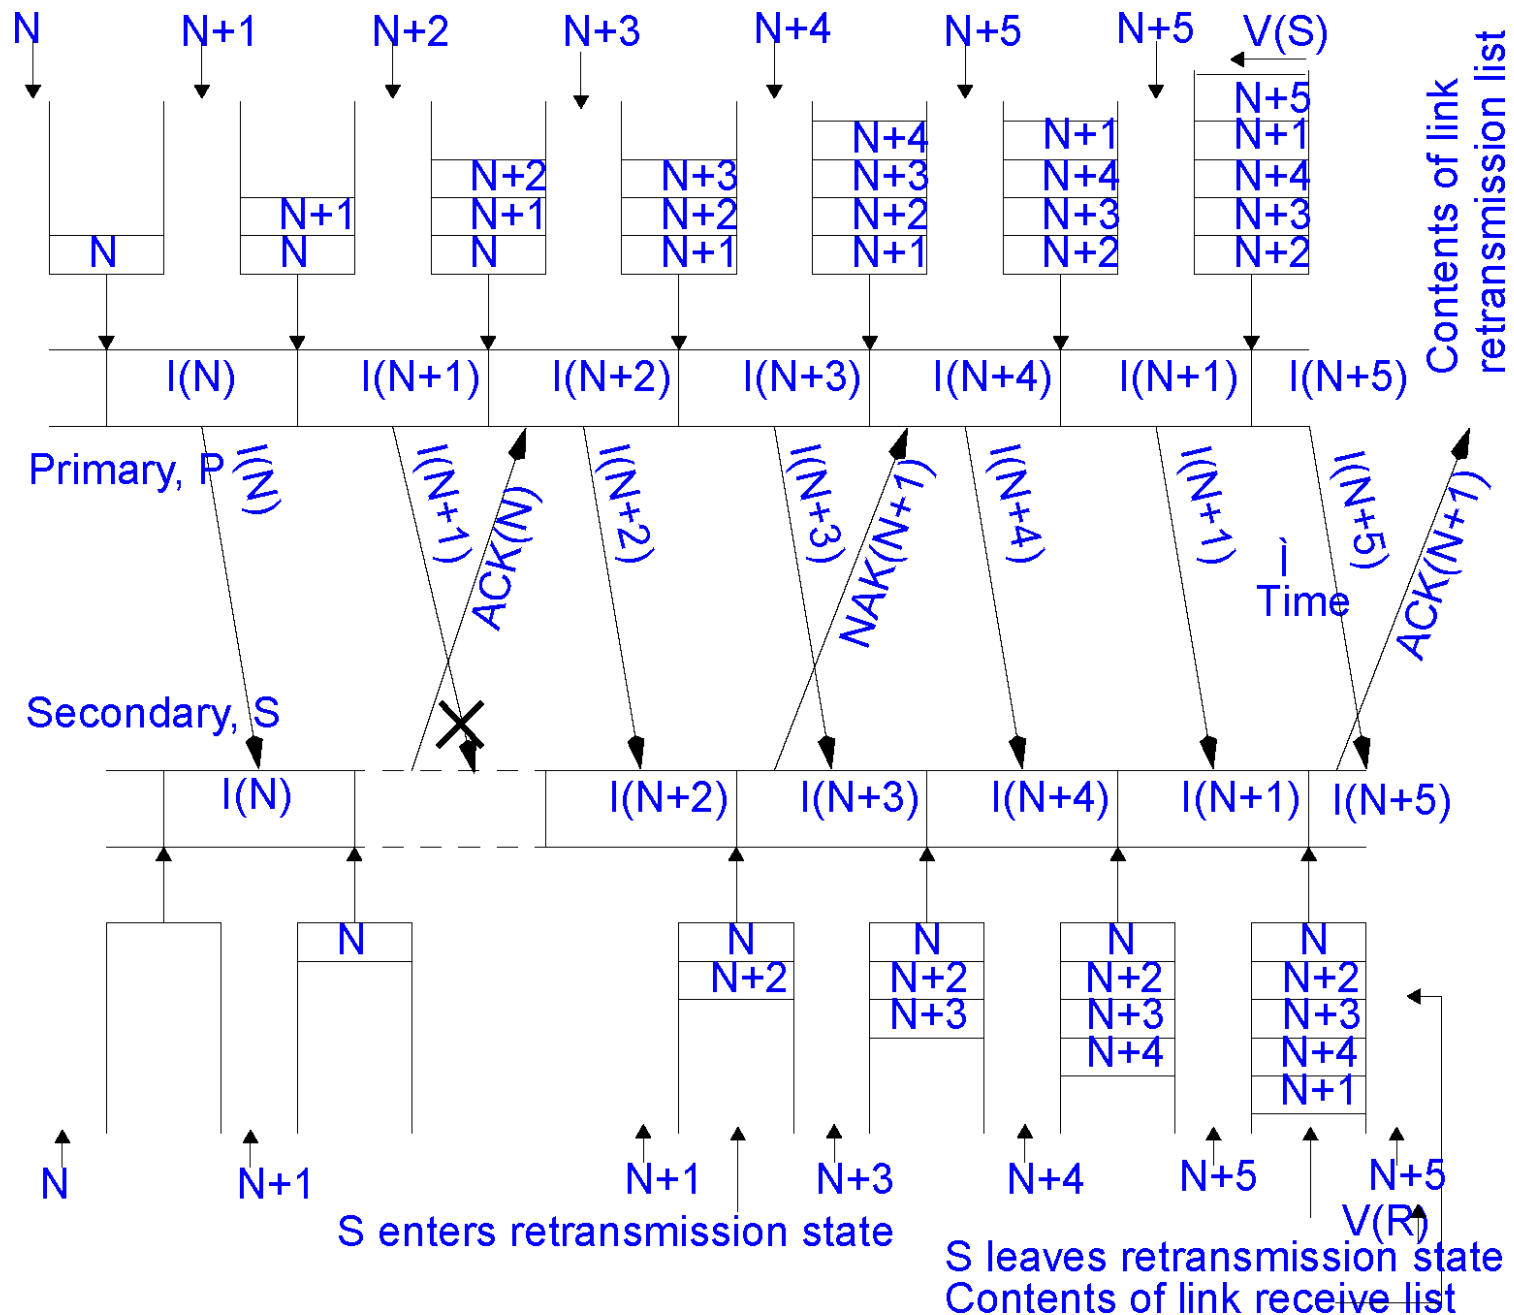 N N+1 N+2 N+3 N+4 N+5 N+5 V(S)
Contents of link
retransmission list
N+5
N+4 N+1 N+1
N+2 N+3 N+3 N+4 N+4
N+1 N+1 N+2 N+2 N+3 N+3
N N N N+1 N+1 N+2 N+2
I(N) I(N+1) I(N+2) I(N+3) I(N+4) I(N+1) I(N+5)
Primary, P
I(N) I(N+1) ACK(N) I(N+2) I(N+3) NAK(N+1) I(N+4) I(N+1) I(N+5) ACK(N+1)
Ì
Time
Secondary, S
I(N) I(N+2) I(N+3) I(N+4) I(N+1) I(N+5)
N N N N N
N+2 N+2 N+2 N+2
N+3 N+3 N+3
N+4 N+4
N+1
N N+1 N+1 N+3 N+4 N+5 N+5
V(R)
S enters retransmission state
S leaves retransmission state
Contents of link receive list